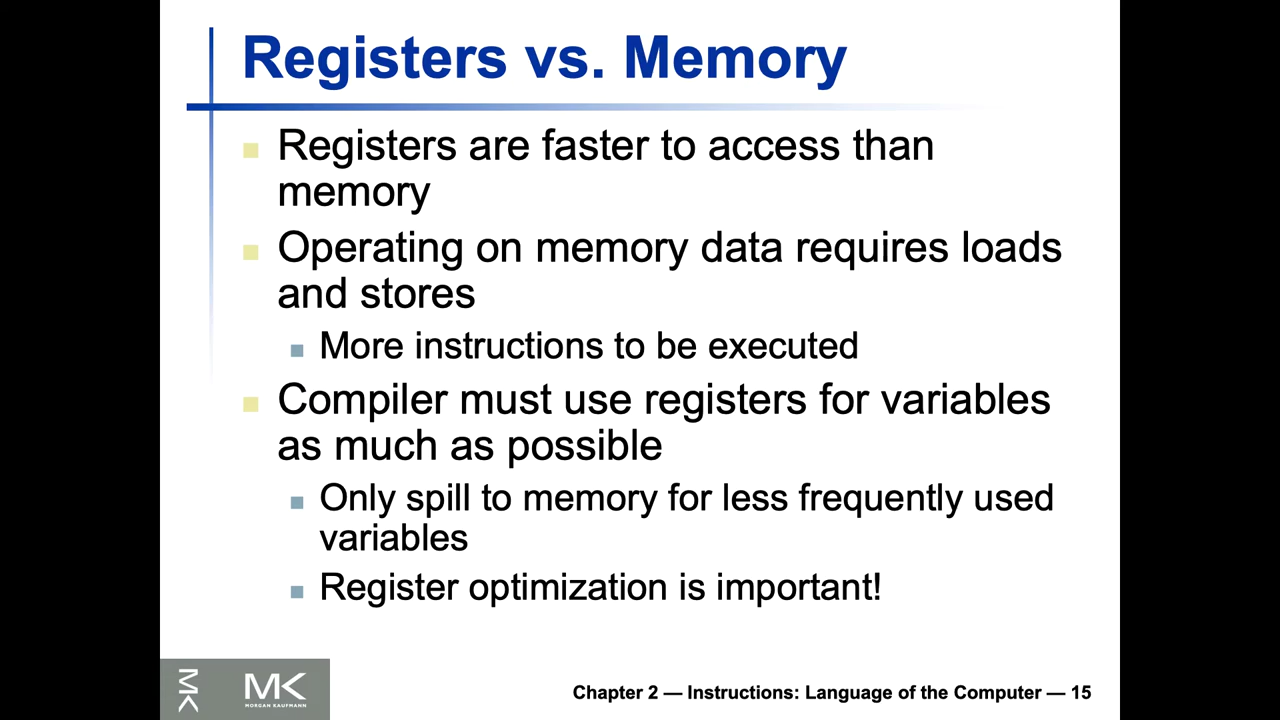 Registers vs. Memory
Registers are faster to access than
memory
Operating on memory data requires loads
and stores
More instructions to be executed
Compiler must use registers for variables
as much as possible
Only spill to memory for less frequently used
variables
Register optimization is important!
MK
MK
MORGAN KAUFMANN
Chapter 2 — Instructions: Language of the Computer — 15